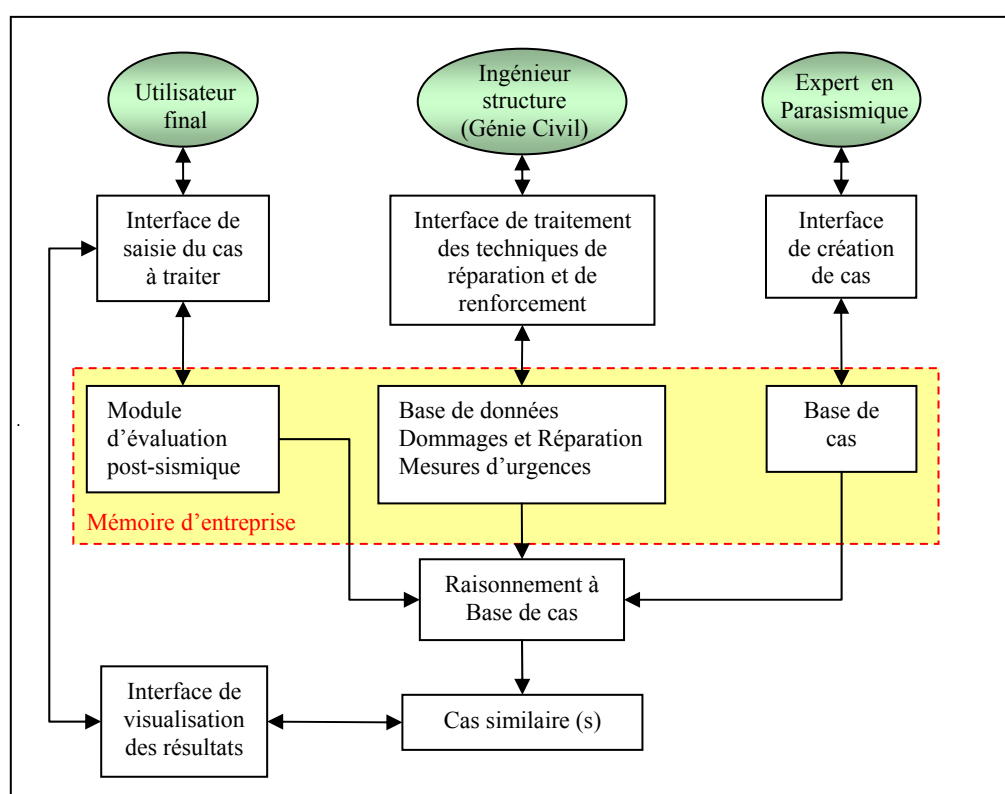 Utilisateur
final
Ingénieur
structure
(Génie Civil)
Expert en
Parasismique
Interface de
saisie du cas
à traiter
Interface de traitement
des techniques de
réparation et de
renforcement
Interface
de création
de cas
Module
d'évaluation
post-sismique
Base de données
Dommages et Réparation
Mesures d'urgences
Base de
cas
Mémoire d'entreprise
Raisonnement à
Base de cas
Interface de
visualisation
des résultats
Cas similaire (s)